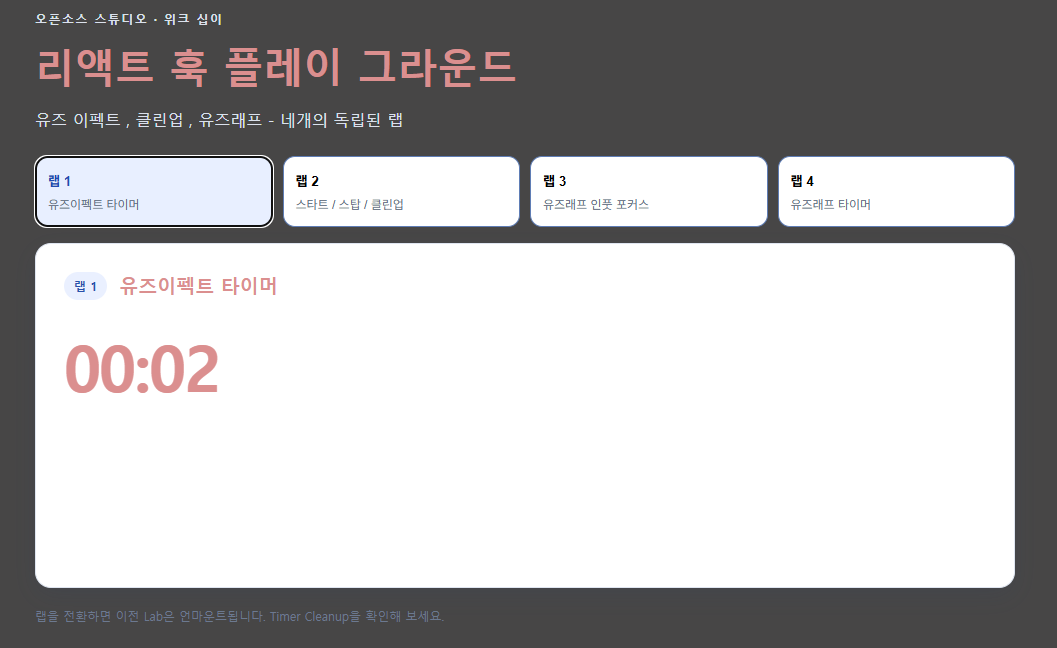 오픈소스 스튜디오 · 위크 십이
리액트 훅 플레이 그라운드
유즈 이펙트 , 클린업 , 유즈래프 - 네개의 독립된 랩
랩 1
유즈이펙트 타이머
랩 2
스타트 / 스탑 / 클린업
랩 3
유즈래프 인풋 포커스
랩 4
유즈래프 타이머
랩 1 유즈이펙트 타이머
00:02
랩을 전환하면 이전 Lab은 언마운트됩니다. Timer Cleanup을 확인해 보세요.